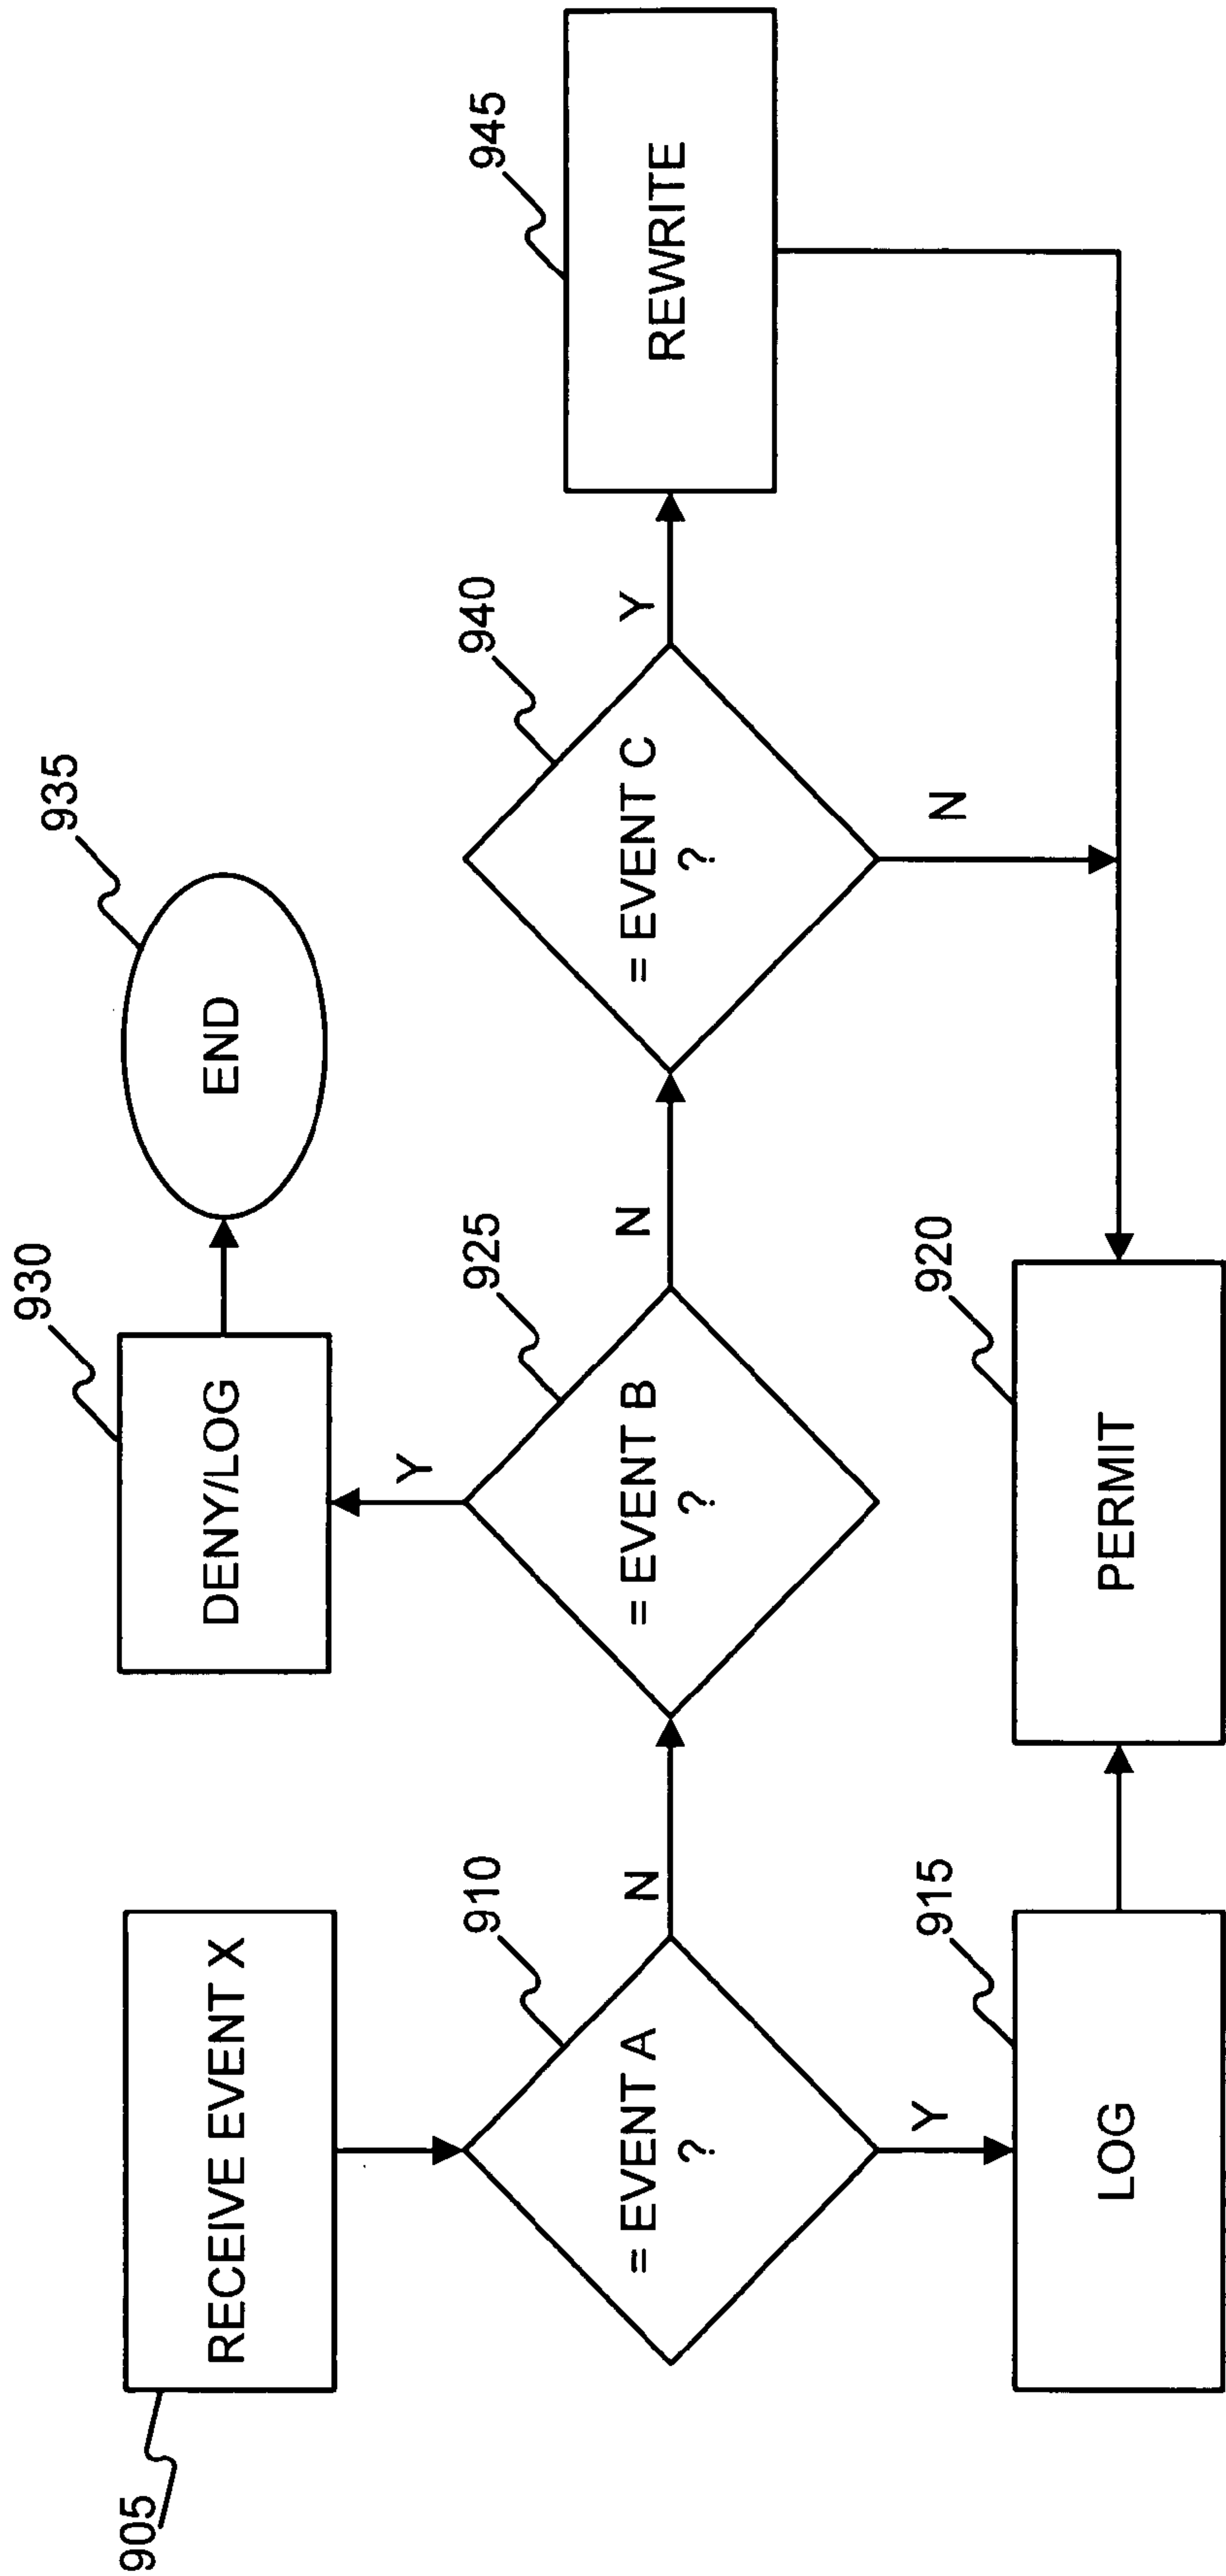 905
RECEIVE EVENT X
930
DENY/LOG
935
END
910
= EVENT A
?
N
925
= EVENT B
?
Y
N
940
= EVENT C
?
Y
945
REWRITE
Y
N
915
LOG
920
PERMIT